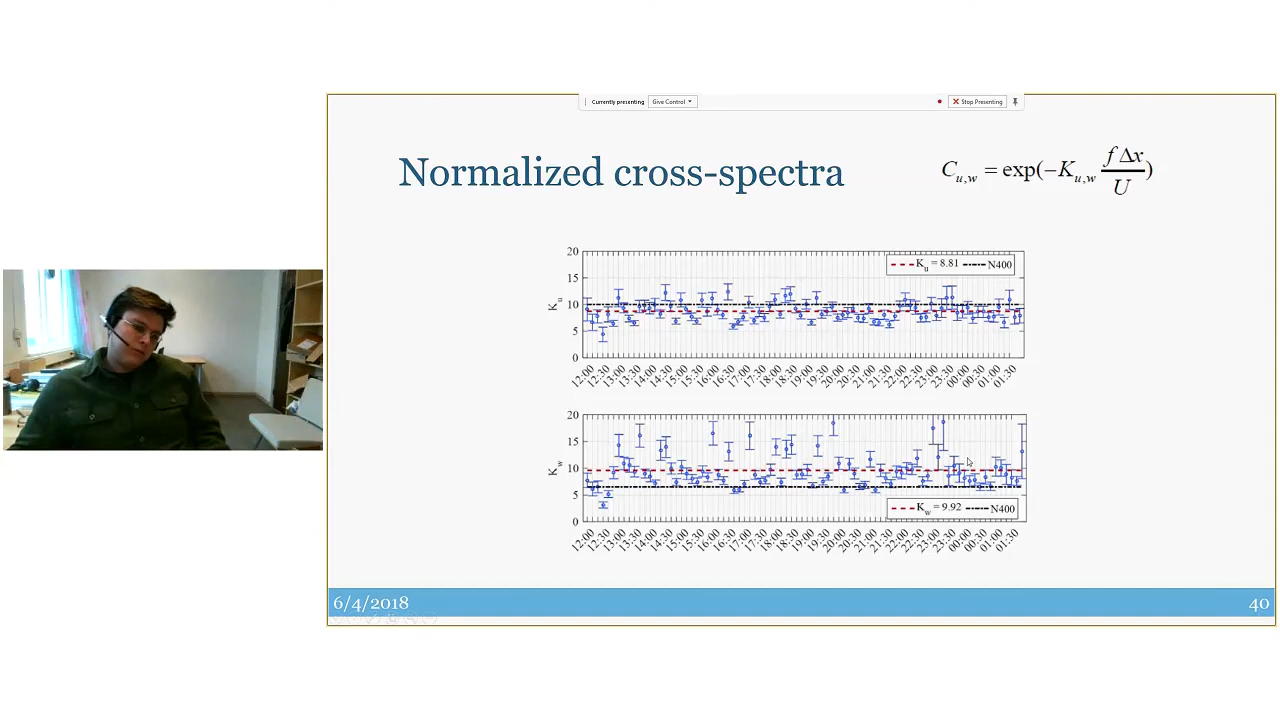 Currently presenting Give Control Stop Presenting
Normalized cross-spectra
C u,w = exp(−K u,w f Δx / U)
20
15
10
5
0
K u
K u = 8.81 N400
12:00 12:30 13:00 13:30 14:00 14:30 15:00 15:30 16:00 16:30 17:00 17:30 18:00 18:30 19:00 19:30 20:00 20:30 21:00 21:30 22:00 22:30 23:00 23:30 00:00 00:30 01:00 01:30
20
15
10
5
0
K w
K w = 9.92 N400
12:00 12:30 13:00 13:30 14:00 14:30 15:00 15:30 16:00 16:30 17:00 17:30 18:00 18:30 19:00 19:30 20:00 20:30 21:00 21:30 22:00 22:30 23:00 23:30 00:00 00:30 01:00 01:30
6/4/2018 40